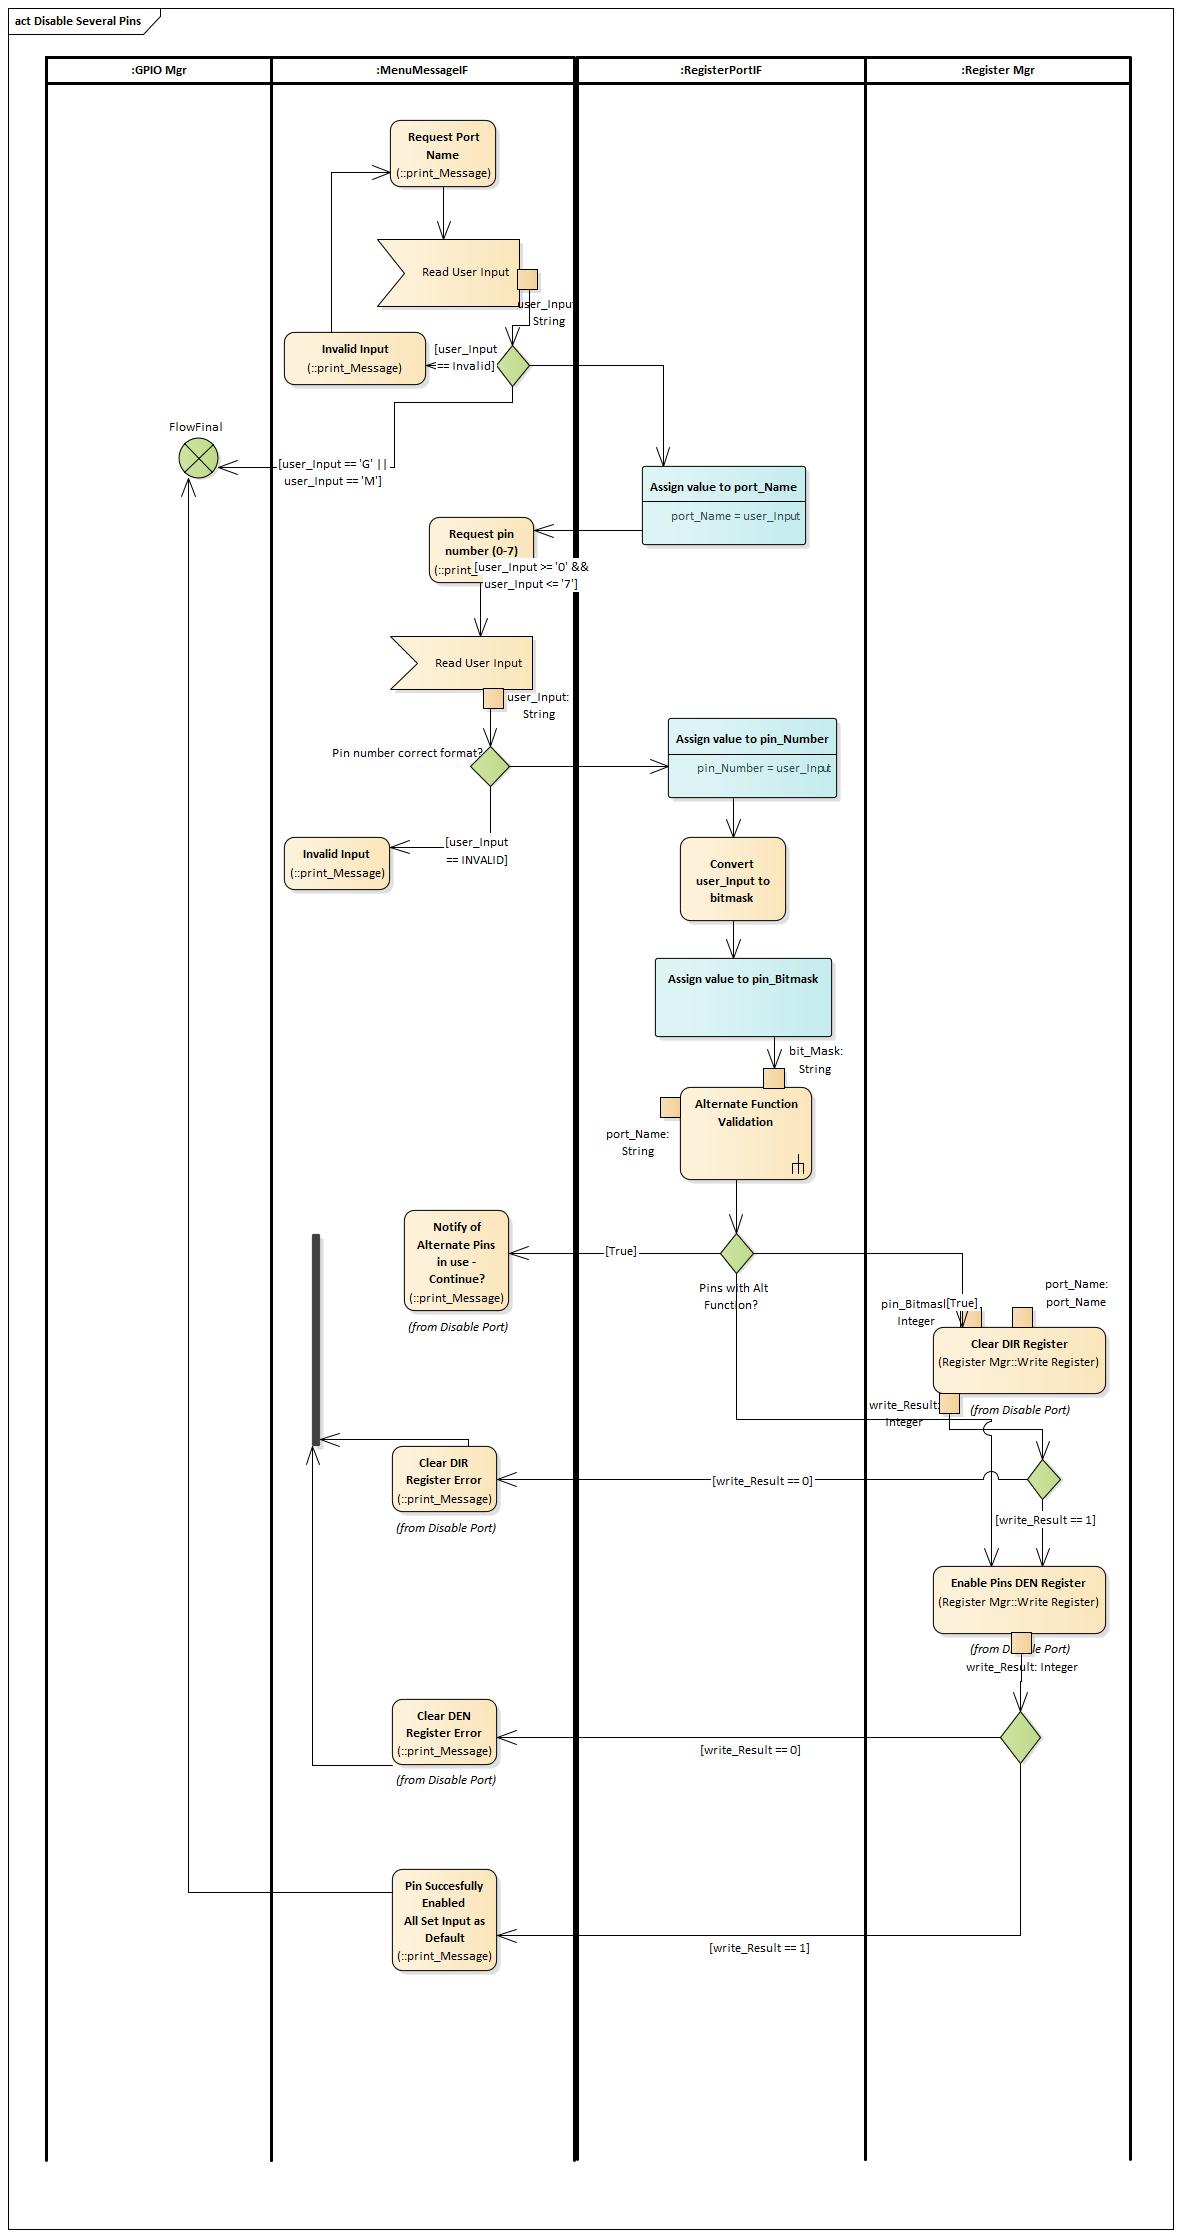 act Disable Several Pins
:GPIO Mgr
:MenuMessageIF
:RegisterPortIF
:Register Mgr
Request Port
Name
(::print_Message)
Read User Input
user_Input
String
Invalid Input
(::print_Message)
[user_Input
== Invalid]
FlowFinal
[user_Input == 'G' ||
user_Input == 'M']
Assign value to port_Name
port_Name = user_Input
Request pin
number (0-7)
(::print_
[user_Input >= '0' &&
user_Input <= '7']
Read User Input
user_Input:
String
Pin number correct format?
Assign value to pin_Number
pin_Number = user_Input
[user_Input
== INVALID]
Invalid Input
(::print_Message)
Convert
user_Input to
bitmask
Assign value to pin_Bitmask
bit_Mask:
String
Alternate Function
Validation
port_Name:
String
Notify of
Alternate Pins
in use -
Continue?
(::print_Message)
(from Disable Port)
[True]
Pins with Alt
Function?
pin_Bitmask
Integer
[True]
port_Name:
port_Name
Clear DIR Register
(Register Mgr::Write Register)
(from Disable Port)
write_Result:
Integer
Clear DIR
Register Error
(::print_Message)
(from Disable Port)
[write_Result == 0]
[write_Result == 1]
Enable Pins DEN Register
(Register Mgr::Write Register)
(from Disable Port)
write_Result: Integer
Clear DEN
Register Error
(::print_Message)
(from Disable Port)
[write_Result == 0]
Pin Succesfully
Enabled
All Set Input as
Default
(::print_Message)
[write_Result == 1]